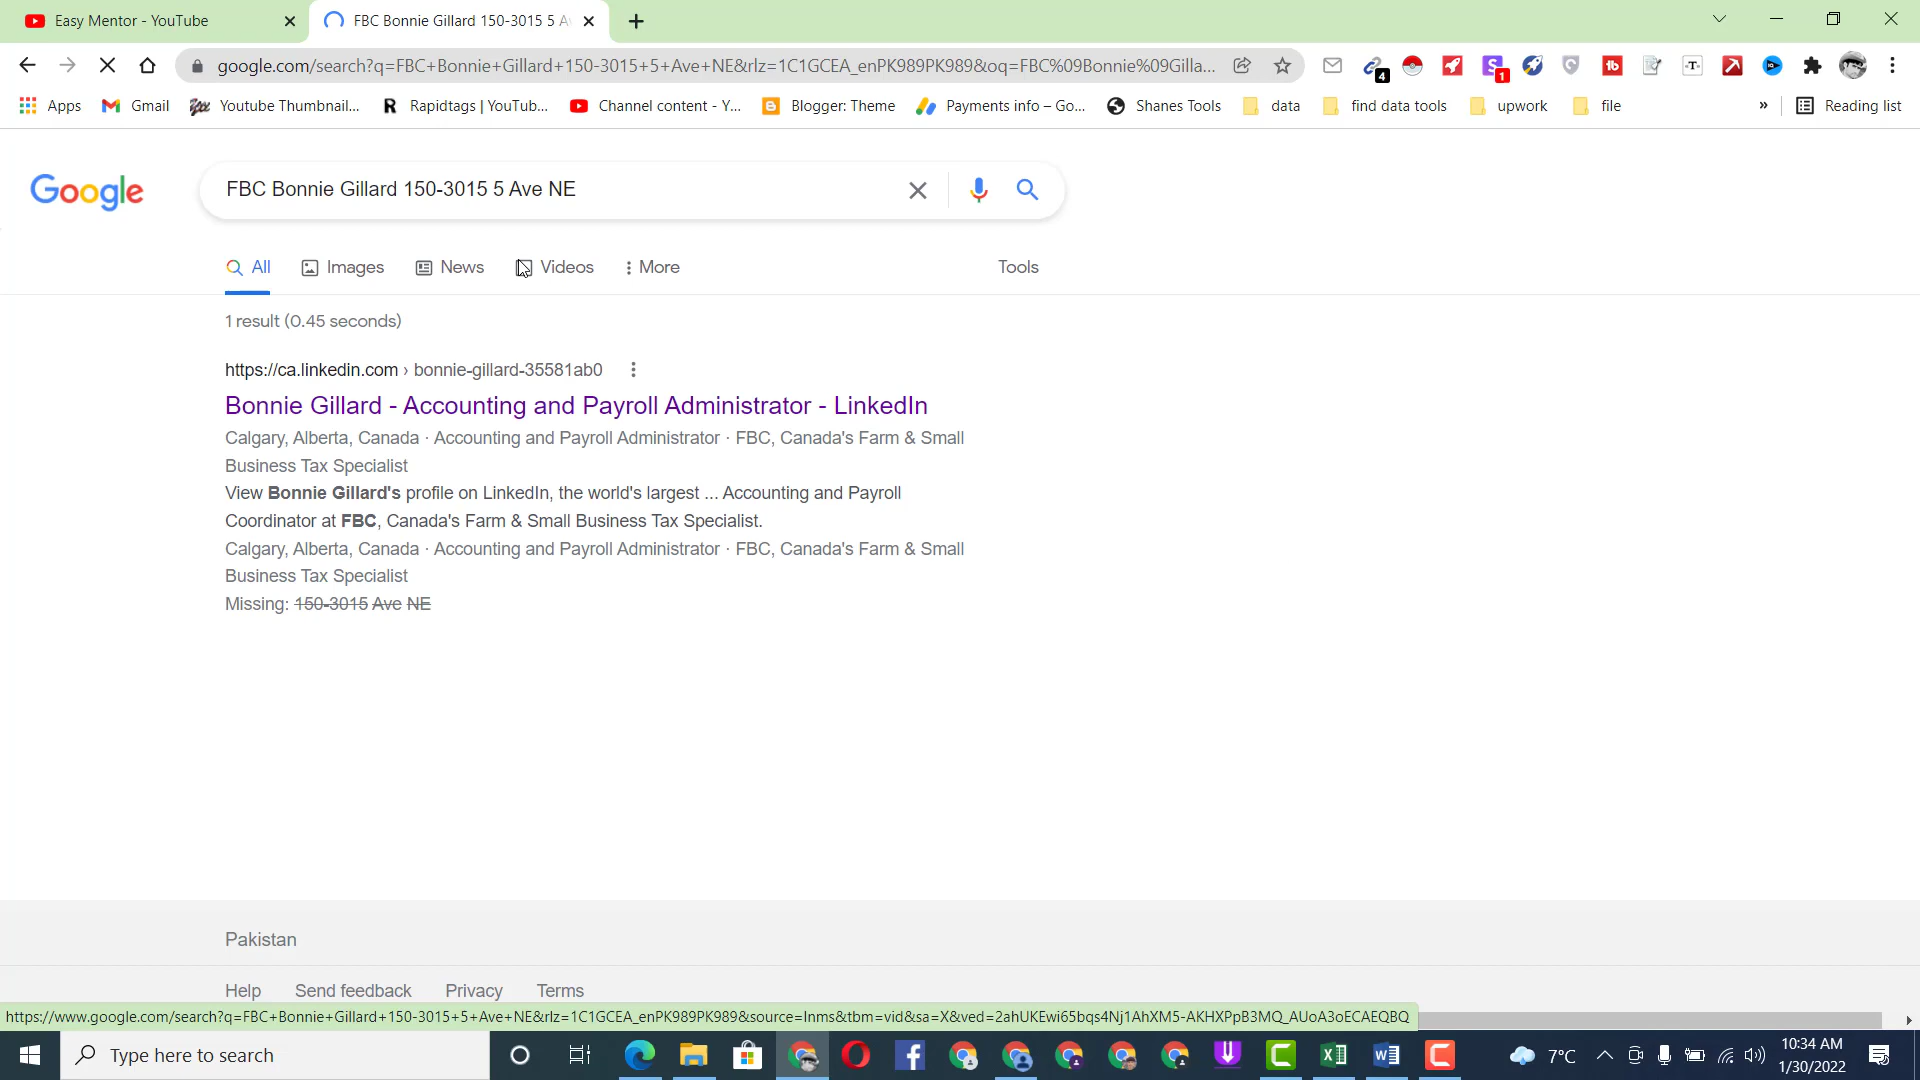 Easy Mentor - YouTube
FBC Bonnie Gillard 150-3015 5 A
google.com/search?q=FBC+Bonnie+Gillard+150-3015+5+Ave+NE&rlz=1C1GCEA_enPK989PK989&oq=FBC%09Bonnie%09Gilla...
4
1
Apps
Gmail
Youtube Thumbnail...
Rapidtags | YouTub...
Channel content - Y...
Blogger: Theme
Payments info – Go...
Shanes Tools
data
find data tools
upwork
file
»
Reading list
Google
FBC Bonnie Gillard 150-3015 5 Ave NE
All
Images
News
Videos
More
Tools
1 result (0.45 seconds)
https://ca.linkedin.com › bonnie-gillard-35581ab0
Bonnie Gillard - Accounting and Payroll Administrator - LinkedIn
Calgary, Alberta, Canada · Accounting and Payroll Administrator · FBC, Canada's Farm & Small
Business Tax Specialist
View Bonnie Gillard's profile on LinkedIn, the world's largest ... Accounting and Payroll
Coordinator at FBC, Canada's Farm & Small Business Tax Specialist.
Calgary, Alberta, Canada · Accounting and Payroll Administrator · FBC, Canada's Farm & Small
Business Tax Specialist
Missing: 150-3015 Ave NE
Pakistan
Help
Send feedback
Privacy
Terms
https://www.google.com/search?q=FBC+Bonnie+Gillard+150-3015+5+Ave+NE&rlz=1C1GCEA_enPK989PK989&source=lnms&tbm=vid&sa=X&ved=2ahUKEwi65bqs4Nj1AhXM5-AKHXPpB3MQ_AUoA3oECAEQBQ
Type here to search
7°C
10:34 AM
1/30/2022